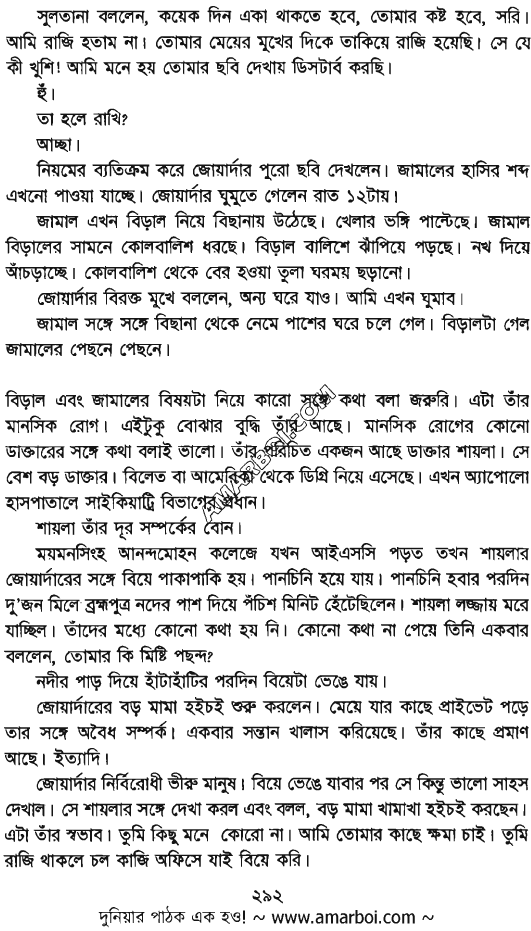 সুলতানা বললেন, কয়েক দিন একা থাকতে হবে, তোমার কষ্ট হবে, সরি।
আমি রাজি হতাম না। তোমার মেয়ের মুখের দিকে তাকিয়ে রাজি হয়েছি। সে যে
কী খুশি! আমি মনে হয় তোমার ছবি দেখায় ডিসটার্ব করছি।
হুঁ।
তা হলে রাখি?
আচ্ছা।
নিয়মের ব্যতিক্রম করে জোয়ার্দার পুরো ছবি দেখলেন। জামালের হাসির শব্দ
এখনো পাওয়া যাচ্ছে। জোয়ার্দার ঘুমুতে গেলেন রাত ১২টায়।
জামাল এখন বিড়াল নিয়ে বিছানায় উঠেছে। খেলার ভঙ্গি পাল্টেছে। জামাল
বিড়ালের সামনে কোলবালিশ ধরছে। বিড়াল বালিশে ঝাঁপিয়ে পড়ছে। নখ দিয়ে
আঁচড়াচ্ছে। কোলবালিশ থেকে বের হওয়া তুলা ঘরময় ছড়ানো।
জোয়ার্দার বিরক্ত মুখে বললেন, অন্য ঘরে যাও। আমি এখন ঘুমাব।
জামাল সঙ্গে সঙ্গে বিছানা থেকে নেমে পাশের ঘরে চলে গেল। বিড়ালটা গেল
জামালের পেছনে পেছনে।
বিড়াল এবং জামালের বিষয়টা নিয়ে কারো সঙ্গে কথা বলা জরুরি। এটা তাঁর
মানসিক রোগ। এইটুকু বোঝার বুদ্ধি তাঁর আছে। মানসিক রোগের কোনো
ডাক্তারের সঙ্গে কথা বলাই ভালো। তাঁর পরিচিত একজন আছে ডাক্তার শায়লা। সে
বেশ বড় ডাক্তার। বিলেত বা আমেরিকা থেকে ডিগ্রি নিয়ে এসেছে। এখন অ্যাপোলো
হাসপাতালে সাইকিয়াট্রি বিভাগের প্রধান।
শায়লা তাঁর দূর সম্পর্কের বোন।
ময়মনসিংহ আনন্দমোহন কলেজে যখন আইএসসি পড়ত তখন শায়লার
জোয়ার্দারের সঙ্গে বিয়ে পাকাপাকি হয়। পানচিনি হয়ে যায়। পানচিনি হবার পরদিন
দু'জন মিলে ব্রহ্মপুত্র নদের পাশ দিয়ে পঁচিশ মিনিট হেঁটেছিলেন। শায়লা লজ্জায় মরে
যাচ্ছিল। তাঁদের মধ্যে কোনো কথা হয় নি। কোনো কথা না পেয়ে তিনি একবার
বললেন, তোমার কি মিষ্টি পছন্দ?
নদীর পাড় দিয়ে হাঁটাহাঁটির পরদিন বিয়েটা ভেঙে যায়।
জোয়ার্দারের বড় মামা হইচই শুরু করলেন। মেয়ে যার কাছে প্রাইভেট পড়ে
তার সঙ্গে অবৈধ সম্পর্ক। একবার সন্তান খালাস করিয়েছে। তাঁর কাছে প্রমাণ
আছে। ইত্যাদি।
জোয়ার্দার নির্বিরোধী ভীরু মানুষ। বিয়ে ভেঙে যাবার পর সে কিন্তু ভালো সাহস
দেখাল। সে শায়লার সঙ্গে দেখা করল এবং বলল, বড় মামা খামাখা হইচই করছেন।
এটা তাঁর স্বভাব। তুমি কিছু মনে কোরো না। আমি তোমার কাছে ক্ষমা চাই। তুমি
রাজি থাকলে চল কাজি অফিসে যাই বিয়ে করি।
২৯২
দুনিয়ার পাঠক এক হও! ~ www.amarboi.com ~
AMARBOI.COM